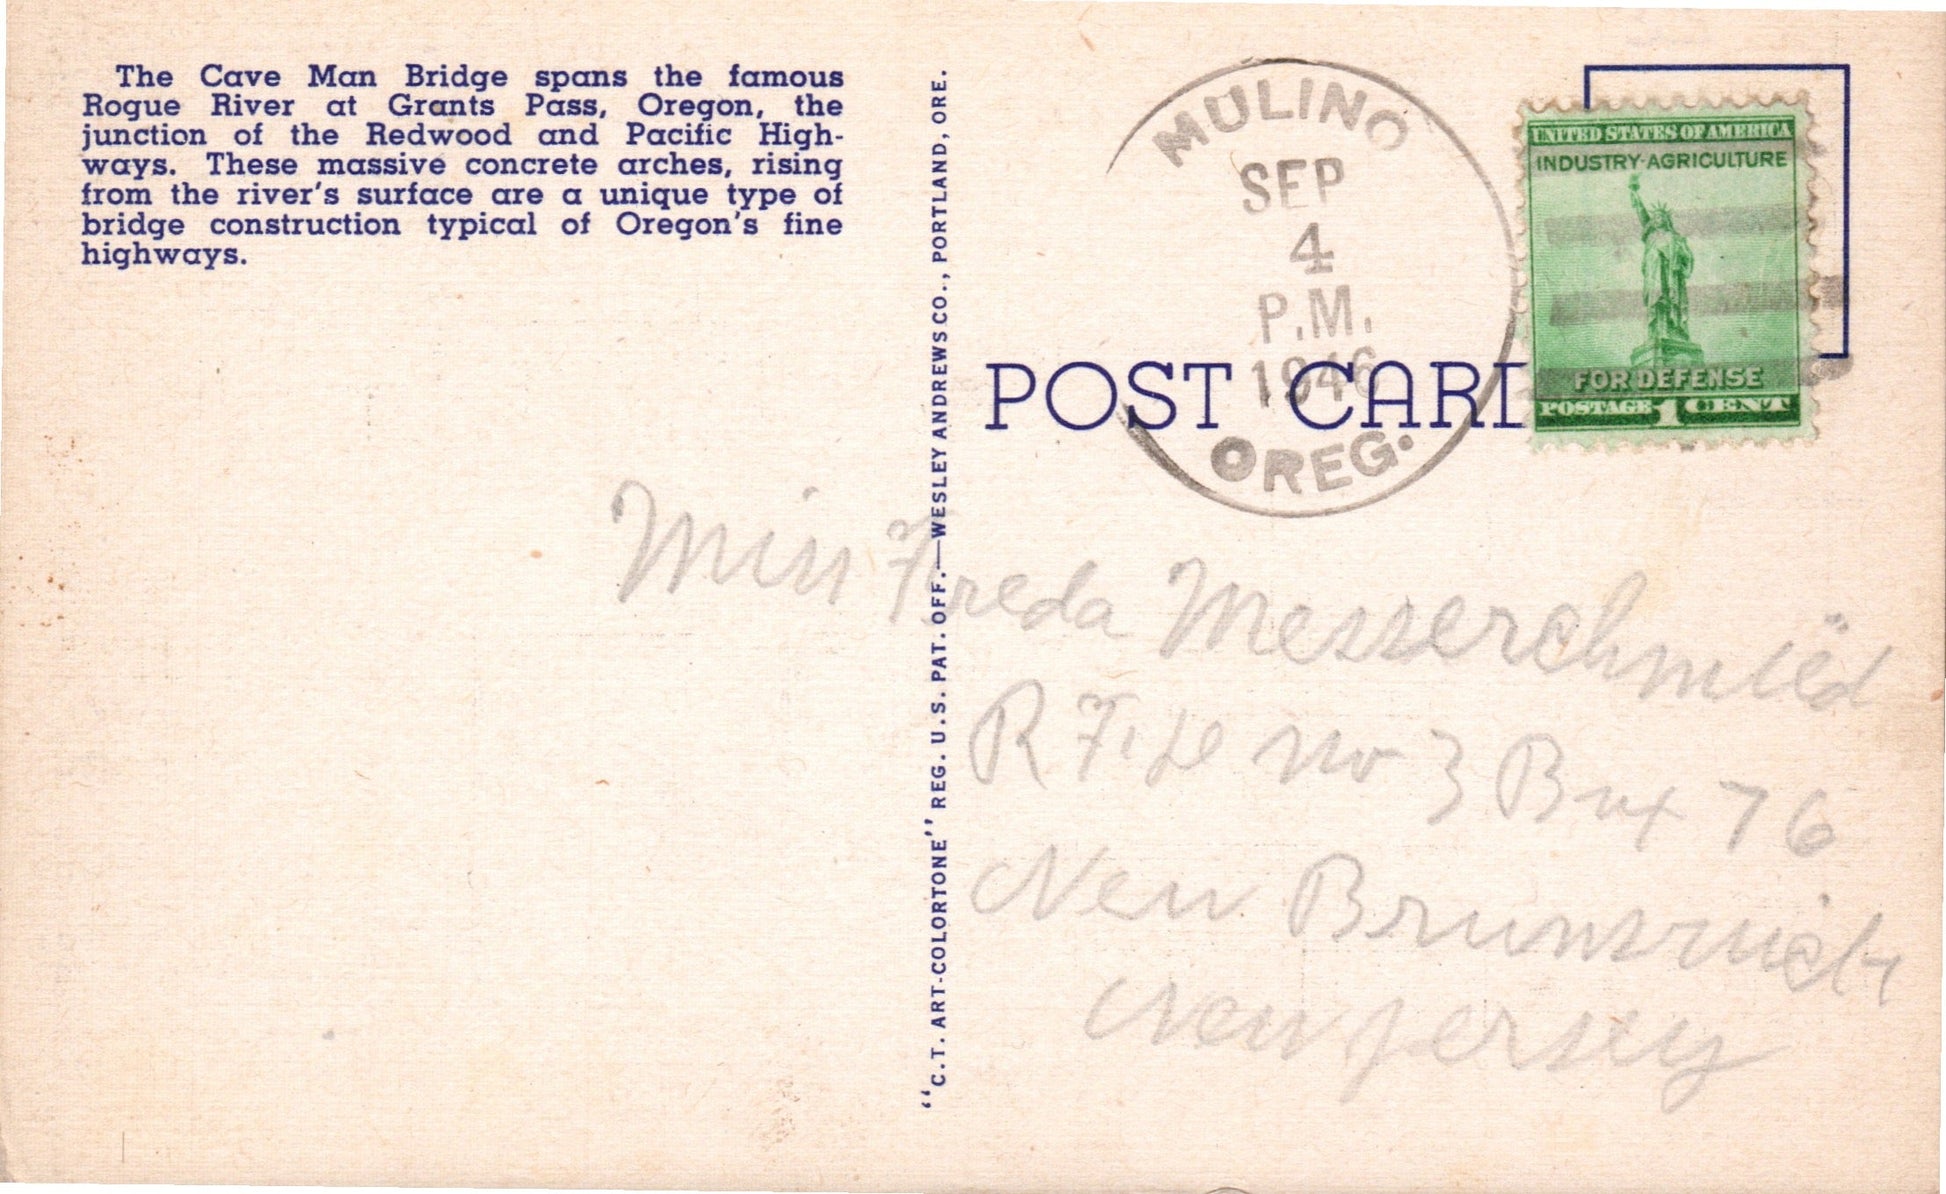 The Cave Man Bridge spans the famous
Rogue River at Grants Pass, Oregon, the
junction of the Redwood and Pacific High-
ways. These massive concrete arches, rising
from the river's surface are a unique type of
bridge construction typical of Oregon's fine
highways.
"C.T. ART-COLORTONE" REG. U.S. PAT. OFF.—WESLEY ANDREWS CO., PORTLAND, ORE.
MULINO
SEP
4
P.M.
1946
OREG.
UNITED STATES OF AMERICA
INDUSTRY-AGRICULTURE
FOR DEFENSE
POSTAGE 1 CENT
POST CARD
Miss Freda Messerchmied
R F D No 3 Box 76
New Brunswick
New Jersey